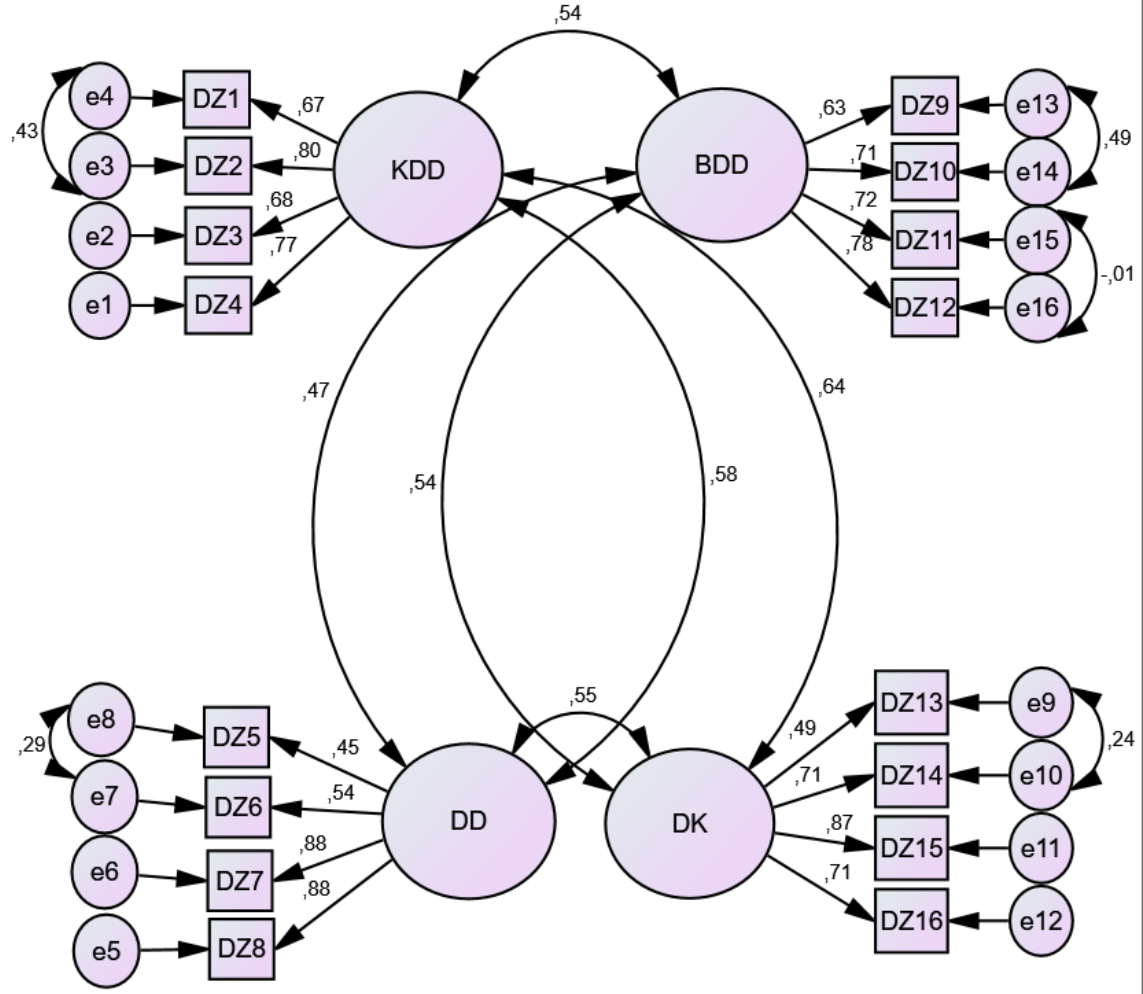 ,54
e4
DZ1
,67
KDD
BDD
,63
DZ9
e13
,43
e3
DZ2
,80
,71
DZ10
e14
,49
e2
DZ3
,68
,72
DZ11
e15
e1
DZ4
,77
,78
DZ12
e16
-,01
,47
,64
,54
,58
e8
DZ5
,45
,55
,49
DZ13
e9
,29
e7
DZ6
,54
DD
DK
,71
DZ14
e10
,24
e6
DZ7
,88
,87
DZ15
e11
e5
DZ8
,88
,71
DZ16
e12